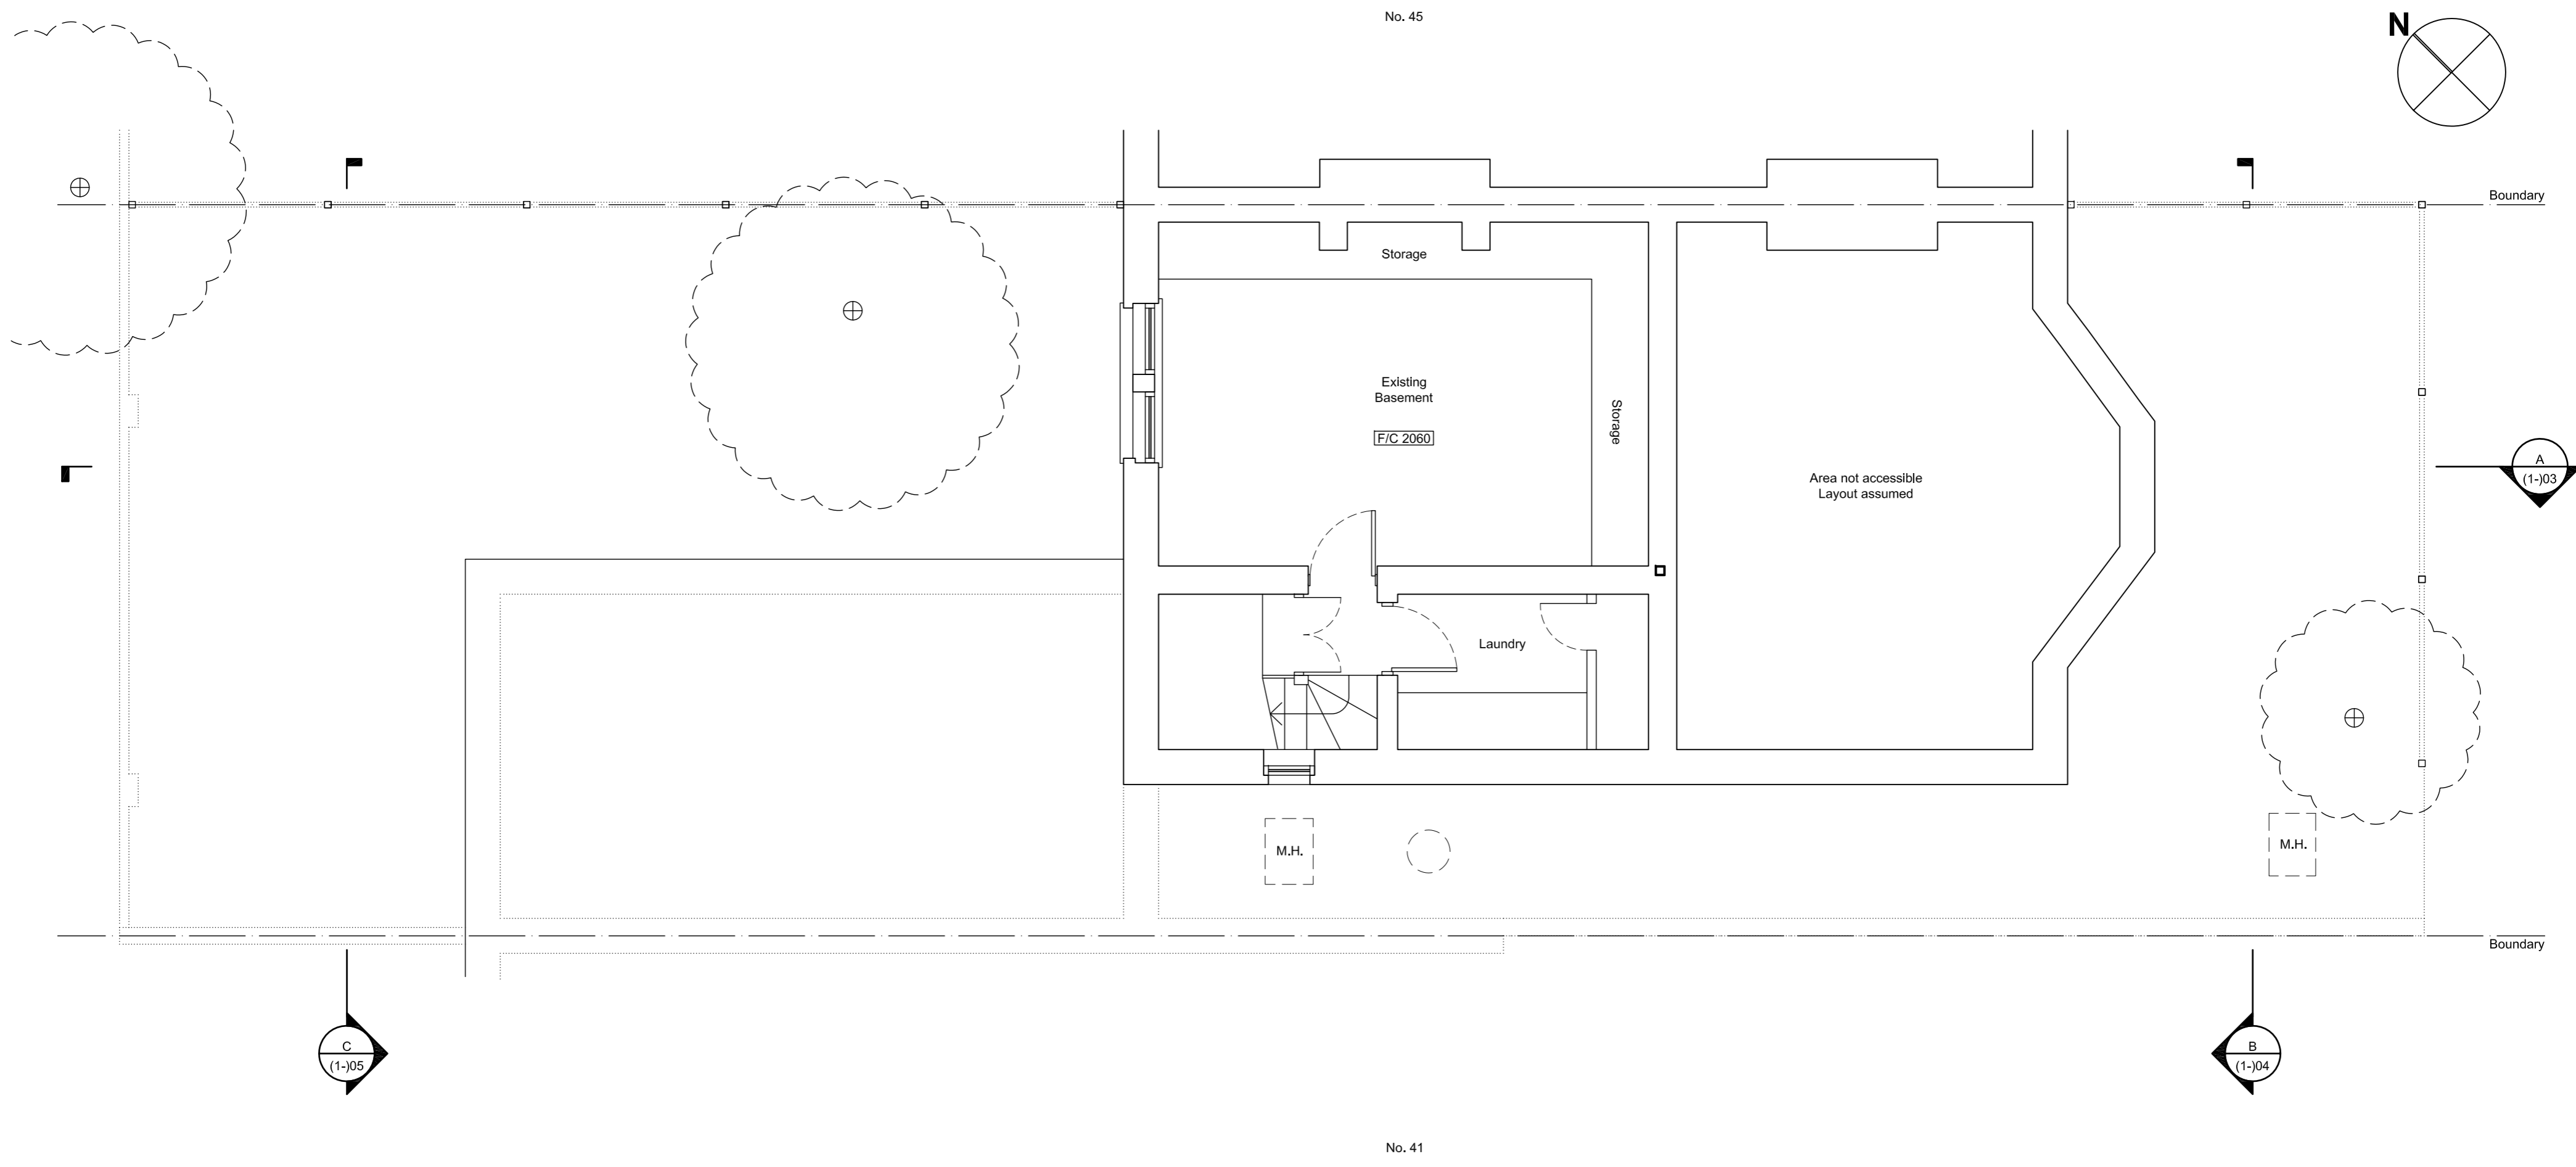 No. 45
N
Boundary
Storage
Existing
Basement
F/C 2060
Storage
Area not accessible
Layout assumed
A
(1-)03
Laundry
M.H.
M.H.
Boundary
C
(1-)05
B
(1-)04
No. 41